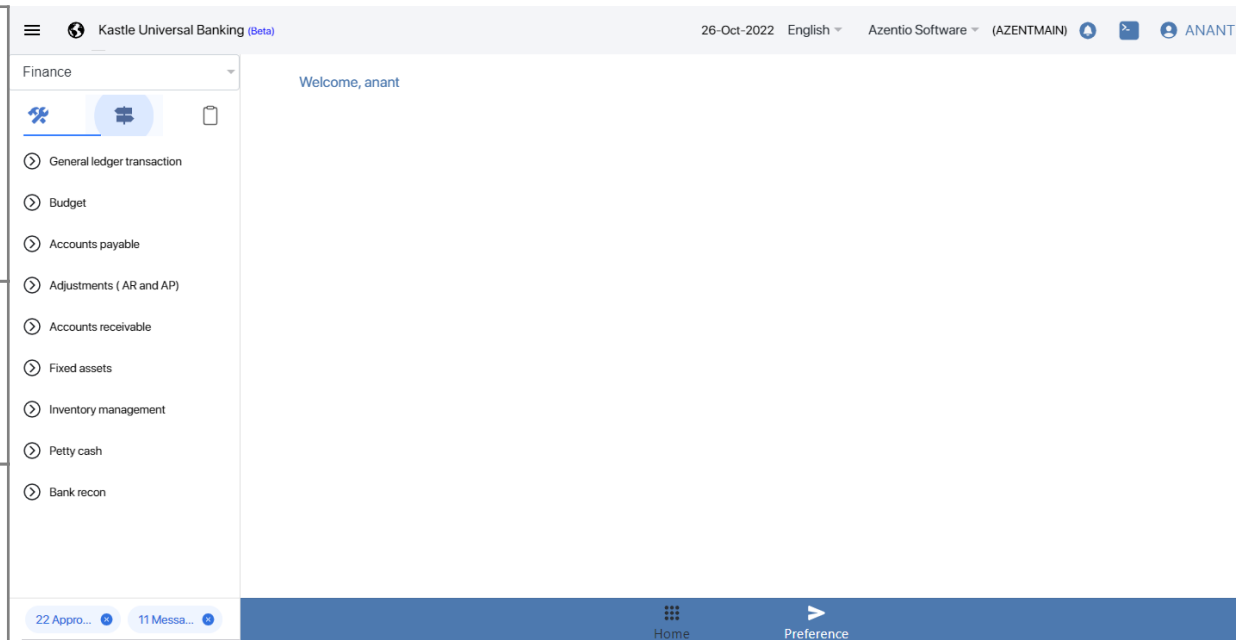 Kastle Universal Banking (Beta) 26-Oct-2022 English Azentio Software (AZENTMAIN) ANANT
Finance
Welcome, anant
General ledger transaction
Budget
Accounts payable
Adjustments ( AR and AP)
Accounts receivable
Fixed assets
Inventory management
Petty cash
Bank recon
22 Appro... 11 Messa...
Home Preference